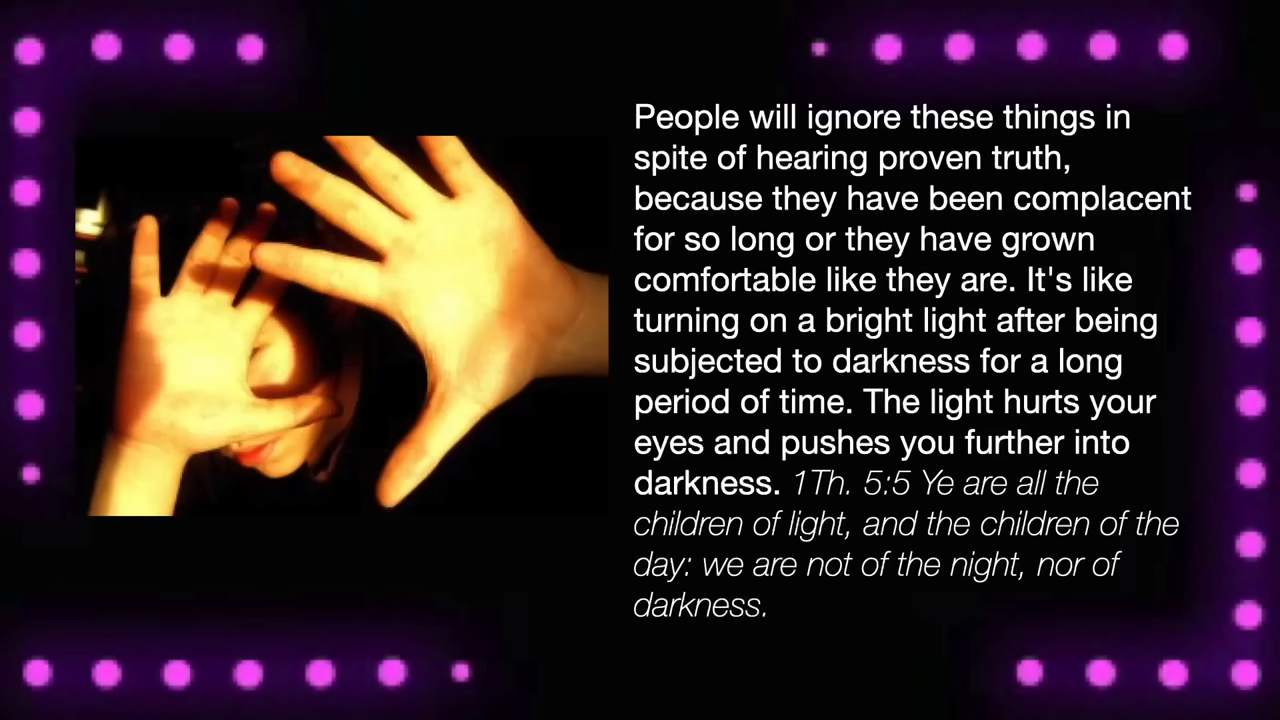 People will ignore these things in
spite of hearing proven truth,
because they have been complacent
for so long or they have grown
comfortable like they are. It's like
turning on a bright light after being
subjected to darkness for a long
period of time. The light hurts your
eyes and pushes you further into
darkness. 1Th. 5:5 Ye are all the
children of light, and the children of the
day: we are not of the night, nor of
darkness.